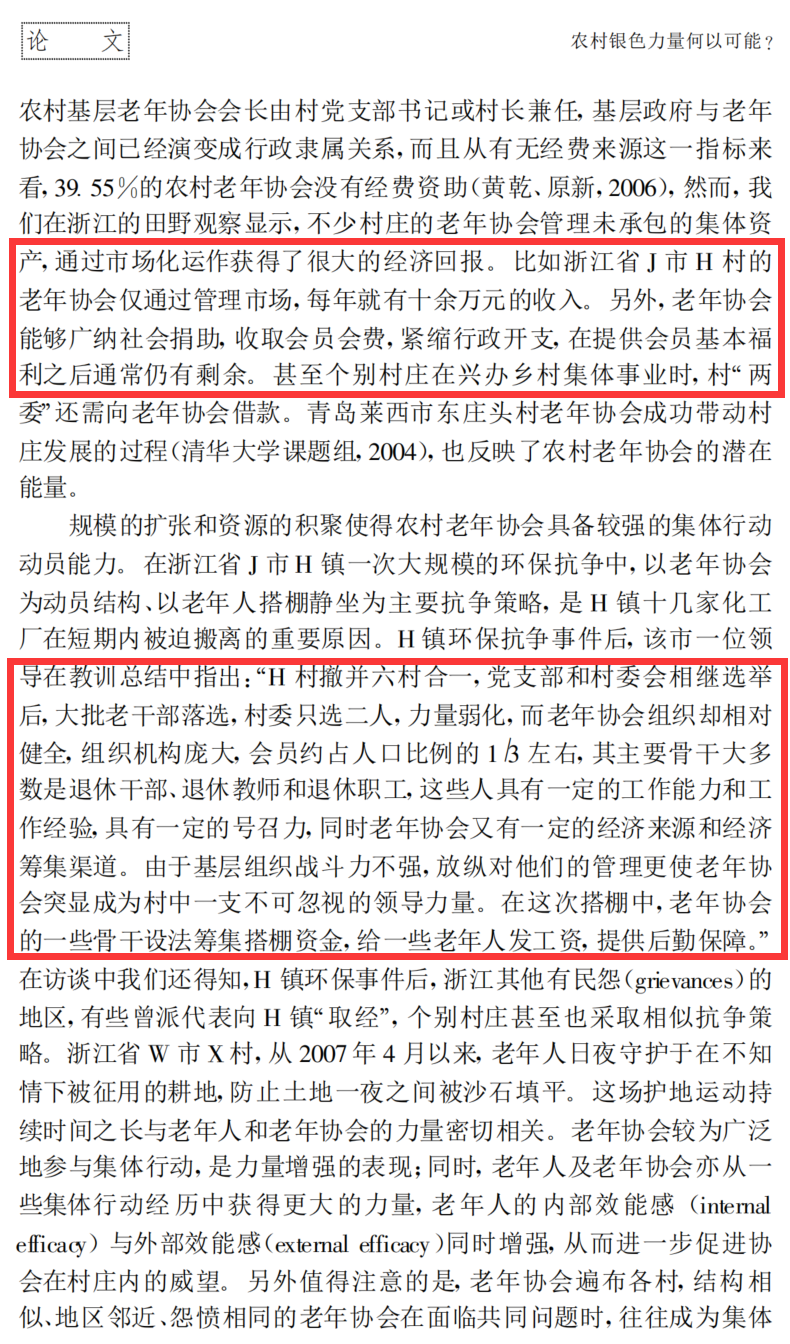 论 文
农村银色力量何以可能?
农村基层老年协会会长由村党支部书记或村长兼任, 基层政府与老年
协会之间已经演变成行政隶属关系, 而且从有无经费来源这一指标来
看, 39. 55%的农村老年协会没有经费资助(黄乾、原新, 2006), 然而, 我
们在浙江的田野观察显示, 不少村庄的老年协会管理未承包的集体资
产, 通过市场化运作获得了很大的经济回报。比如浙江省 J 市 H 村的
老年协会仅通过管理市场, 每年就有十余万元的收入。另外, 老年协会
能够广纳社会捐助, 收取会员会费, 紧缩行政开支, 在提供会员基本福
利之后通常仍有剩余。甚至个别村庄在兴办乡村集体事业时, 村“ 两
委”还需向老年协会借款。青岛莱西市东庄头村老年协会成功带动村
庄发展的过程(清华大学课题组, 2004), 也反映了农村老年协会的潜在
能量。
规模的扩张和资源的积聚使得农村老年协会具备较强的集体行动
动员能力。在浙江省 J 市 H 镇一次大规模的环保抗争中, 以老年协会
为动员结构、以老年人搭棚静坐为主要抗争策略, 是 H 镇十几家化工
厂在短期内被迫搬离的重要原因。H 镇环保抗争事件后, 该市一位领
导在教训总结中指出: “H 村撤并六村合一, 党支部和村委会相继选举
后, 大批老干部落选, 村委只选二人, 力量弱化, 而老年协会组织却相对
健全, 组织机构庞大, 会员约占人口比例的 1/3 左右, 其主要骨干大多
数是退休干部、退休教师和退休职工, 这些人具有一定的工作能力和工
作经验, 具有一定的号召力, 同时老年协会又有一定的经济来源和经济
筹集渠道。由于基层组织战斗力不强, 放纵对他们的管理更使老年协
会突显成为村中一支不可忽视的领导力量。在这次搭棚中, 老年协会
的一些骨干设法筹集搭棚资金, 给一些老年人发工资, 提供后勤保障。”
在访谈中我们还得知, H 镇环保事件后, 浙江其他有民怨(grievances)的
地区, 有些曾派代表向 H 镇“ 取经”, 个别村庄甚至也采取相似抗争策
略。浙江省 W 市 X 村, 从 2007 年 4 月以来, 老年人日夜守护于在不知
情下被征用的耕地, 防止土地一夜之间被沙石填平。这场护地运动持
续时间之长与老年人和老年协会的力量密切相关。老年协会较为广泛
地参与集体行动, 是力量增强的表现; 同时, 老年人及老年协会亦从一
些集体行动经 历中获得更大的力量, 老年人的内部效能感 (internal
efficacy) 与外部效能感(external efficacy)同时增强, 从而进一步促进协
会在村庄内的威望。另外值得注意的是, 老年协会遍布各村, 结构相
似、地区邻近、怨愤相同的老年协会在面临共同问题时, 往往成为集体